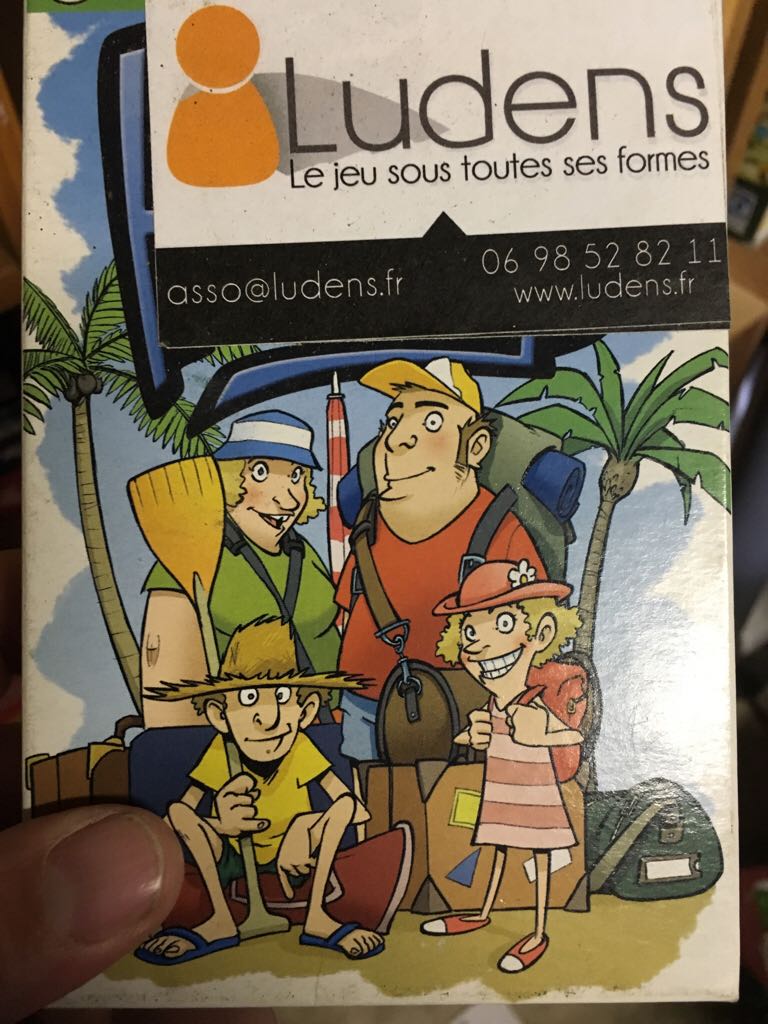 Ludens
Le jeu sous toutes ses formes
06 98 52 82 11
asso@ludens.fr
www.ludens.fr